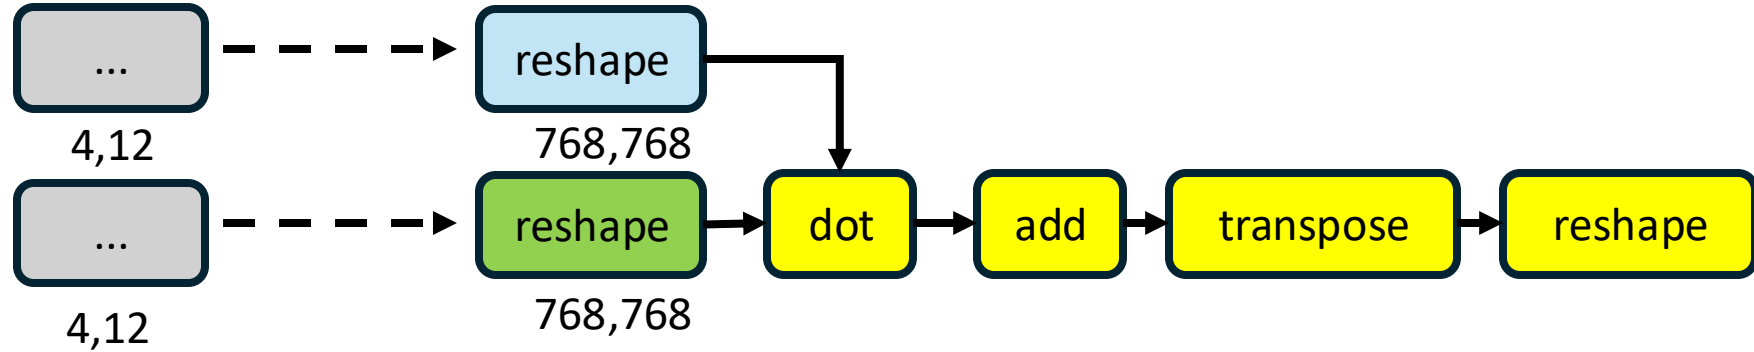 ...
reshape
4,12
768,768
...
reshape
dot
add
transpose
reshape
4,12
768,768